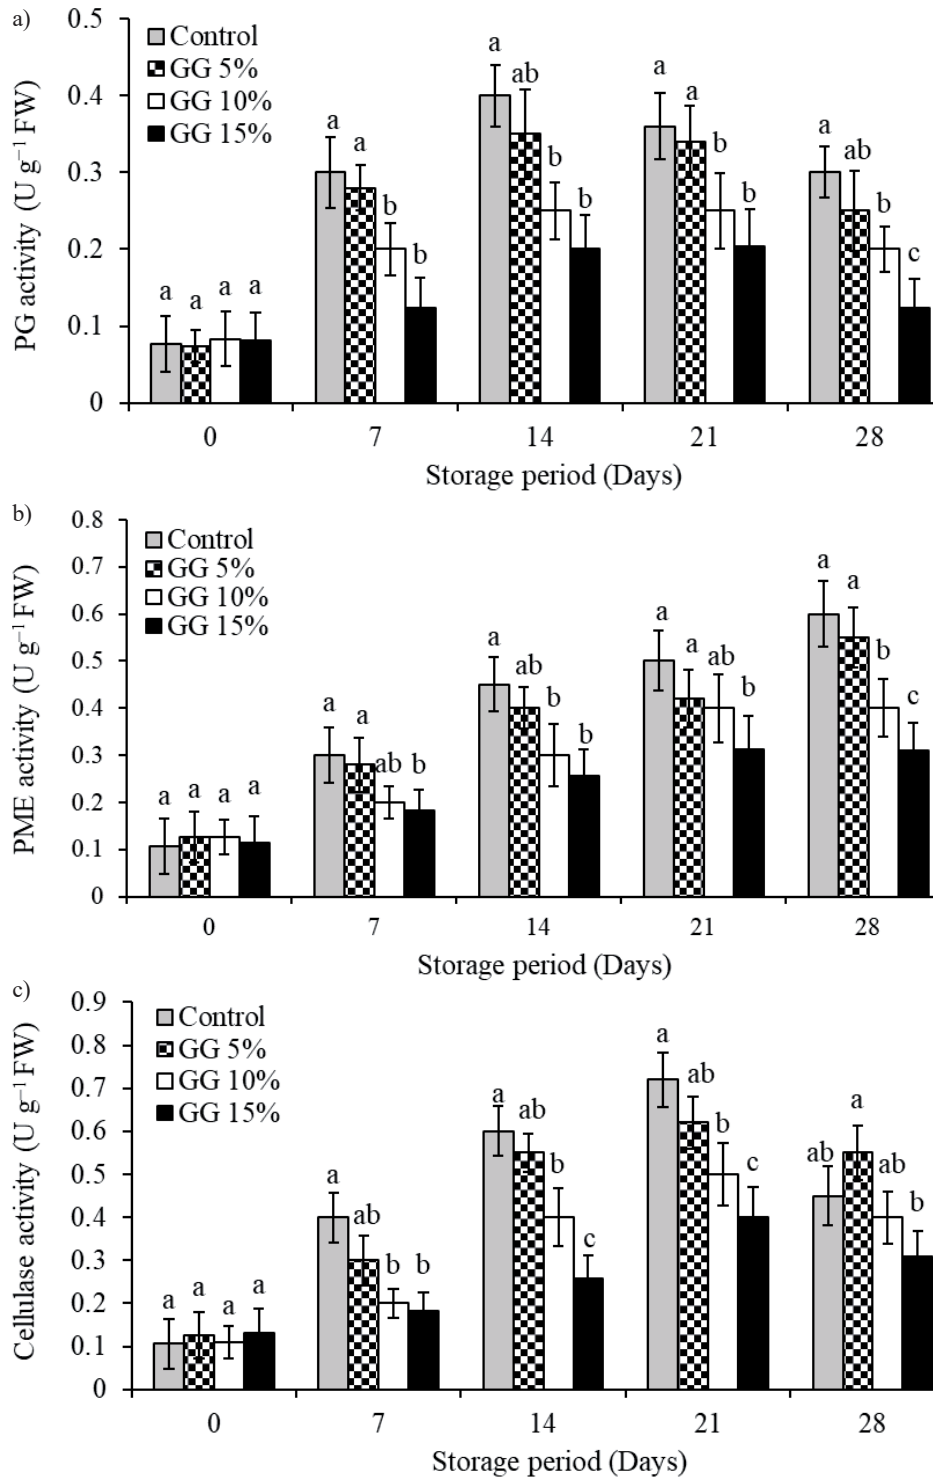 a)
PG activity (U g⁻¹ FW)
0.5
0.4
0.3
0.2
0.1
0
Control
GG 5%
GG 10%
GG 15%
a a a a
a a b b
a ab b b
a a b b
a ab b c
0 7 14 21 28
Storage period (Days)
b)
PME activity (U g⁻¹ FW)
0.8
0.7
0.6
0.5
0.4
0.3
0.2
0.1
0
Control
GG 5%
GG 10%
GG 15%
a a a a
a a ab b
a ab b b
a a ab b
a a b c
0 7 14 21 28
Storage period (Days)
c)
Cellulase activity (U g⁻¹ FW)
0.9
0.8
0.7
0.6
0.5
0.4
0.3
0.2
0.1
0
Control
GG 5%
GG 10%
GG 15%
a a a a
a ab b b
a ab b c
a ab b c
ab a ab b
0 7 14 21 28
Storage period (Days)